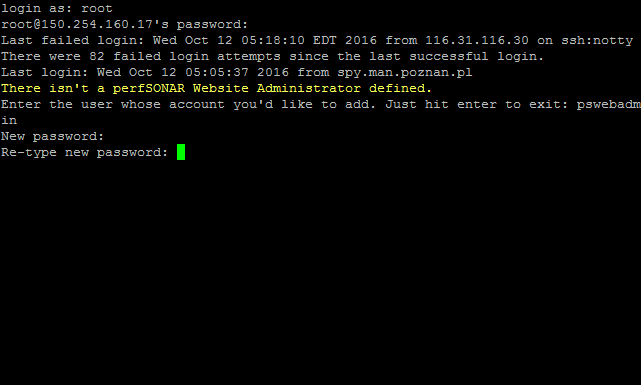 login as: root
root@150.254.160.17's password:
Last failed login: Wed Oct 12 05:18:10 EDT 2016 from 116.31.116.30 on ssh:notty
There were 82 failed login attempts since the last successful login.
Last login: Wed Oct 12 05:05:37 2016 from spy.man.poznan.pl
There isn't a perfSONAR Website Administrator defined.
Enter the user whose account you'd like to add. Just hit enter to exit: pswebadm
in
New password:
Re-type new password: